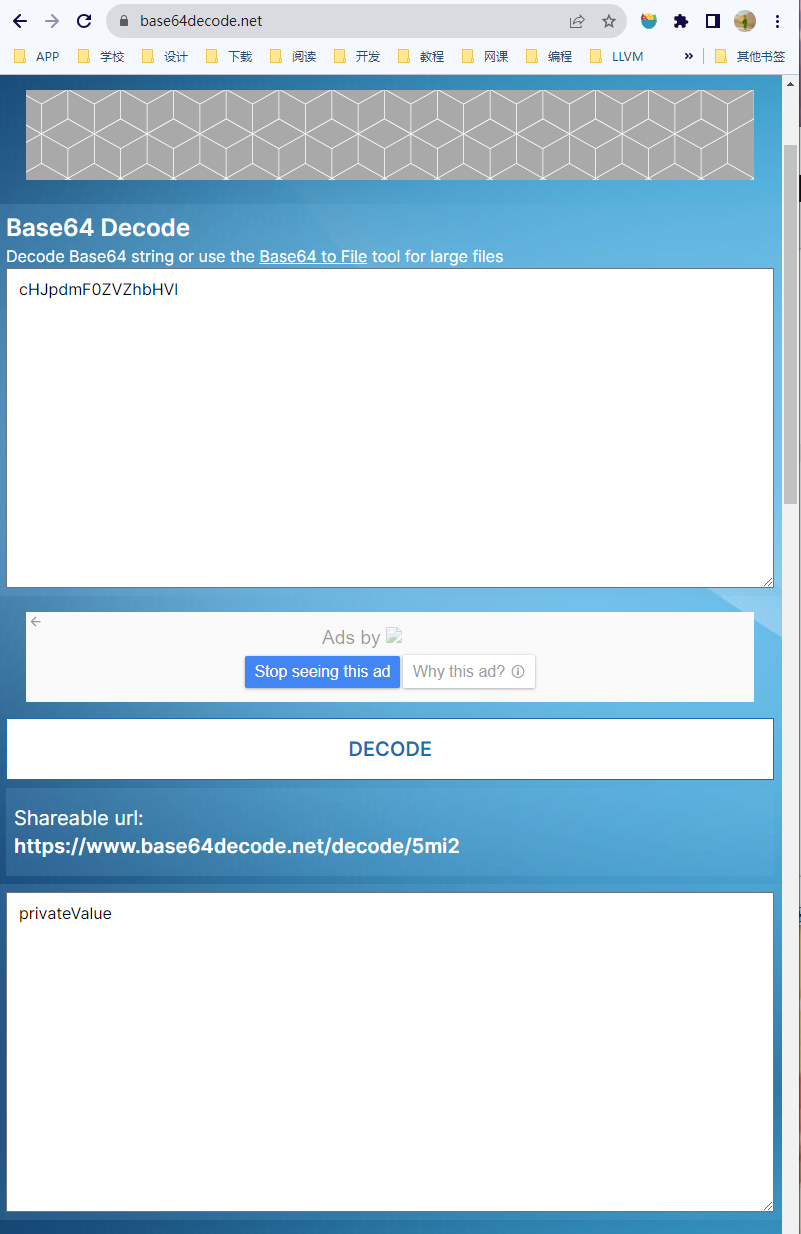 base64decode.net
APP 学校 设计 下载 阅读 开发 教程 网课 编程 LLVM » 其他书签
Base64 Decode
Decode Base64 string or use the Base64 to File tool for large files
cHJpdmF0ZVZhbHVl
Ads by
Stop seeing this ad Why this ad?
DECODE
Shareable url:
https://www.base64decode.net/decode/5mi2
privateValue